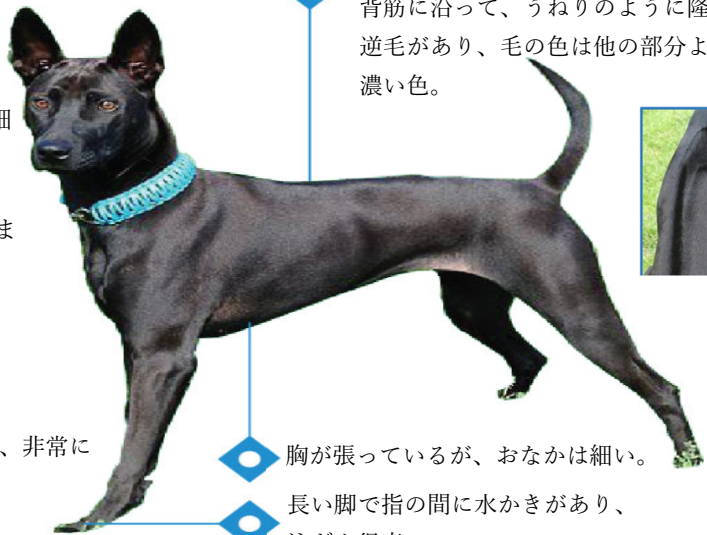 背筋に沿って、うねりのように隆
逆毛があり、毛の色は他の部分よ
濃い色。
細
ま
、非常に
胸が張っているが、おなかは細い。
長い脚で指の間に水かきがあり、